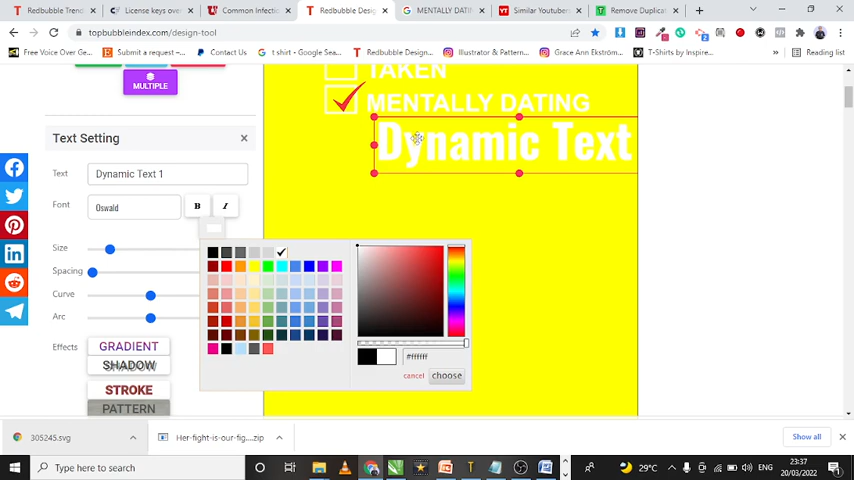 Redbubble Tren
License keys ove
Common Infectio
Redbubble Desi
MENTALLY DATIN
Similar Youtubers
Remove Duplicat
topbubbleindex.com/design-tool
Free Voice Over Ge...
Submit a request –...
Contact Us
t shirt - Google Sea...
Redbubble Design...
Illustrator & Pattern...
Grace Ann Ekström...
T-Shirts by Inspire...
Reading list
MULTIPLE
TAKEN
MENTALLY DATING
Dynamic Text
Text Setting
Text
Dynamic Text 1
Font
Oswald
B
I
Size
Spacing
Curve
Arc
Effects
GRADIENT
SHADOW
STROKE
PATTERN
#ffffff
cancel
choose
305245.svg
Her-fight-is-our-fig....zip
Show all
Type here to search
29°C
ENG
23:37
20/03/2022